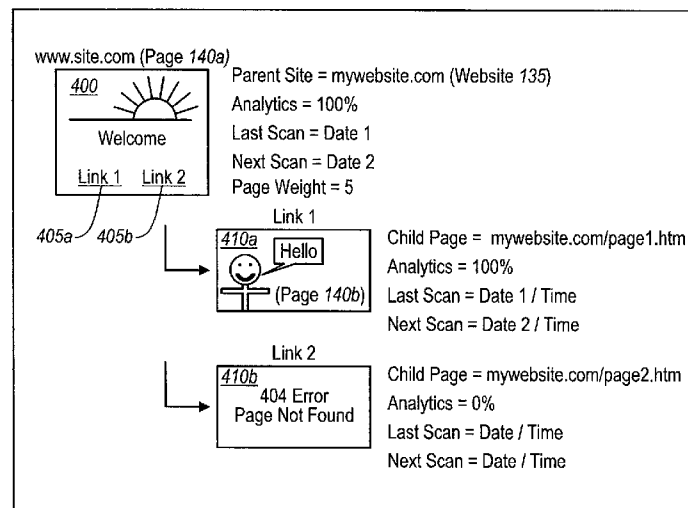 www.site.com (Page 140a)
400
Welcome
Link 1 Link 2
405a 405b
Parent Site = mywebsite.com (Website 135)
Analytics = 100%
Last Scan = Date 1
Next Scan = Date 2
Page Weight = 5
Link 1
410a
Hello
(Page 140b)
Child Page = mywebsite.com/page1.htm
Analytics = 100%
Last Scan = Date 1 / Time
Next Scan = Date 2 / Time
Link 2
410b
404 Error
Page Not Found
Child Page = mywebsite.com/page2.htm
Analytics = 0%
Last Scan = Date / Time
Next Scan = Date / Time